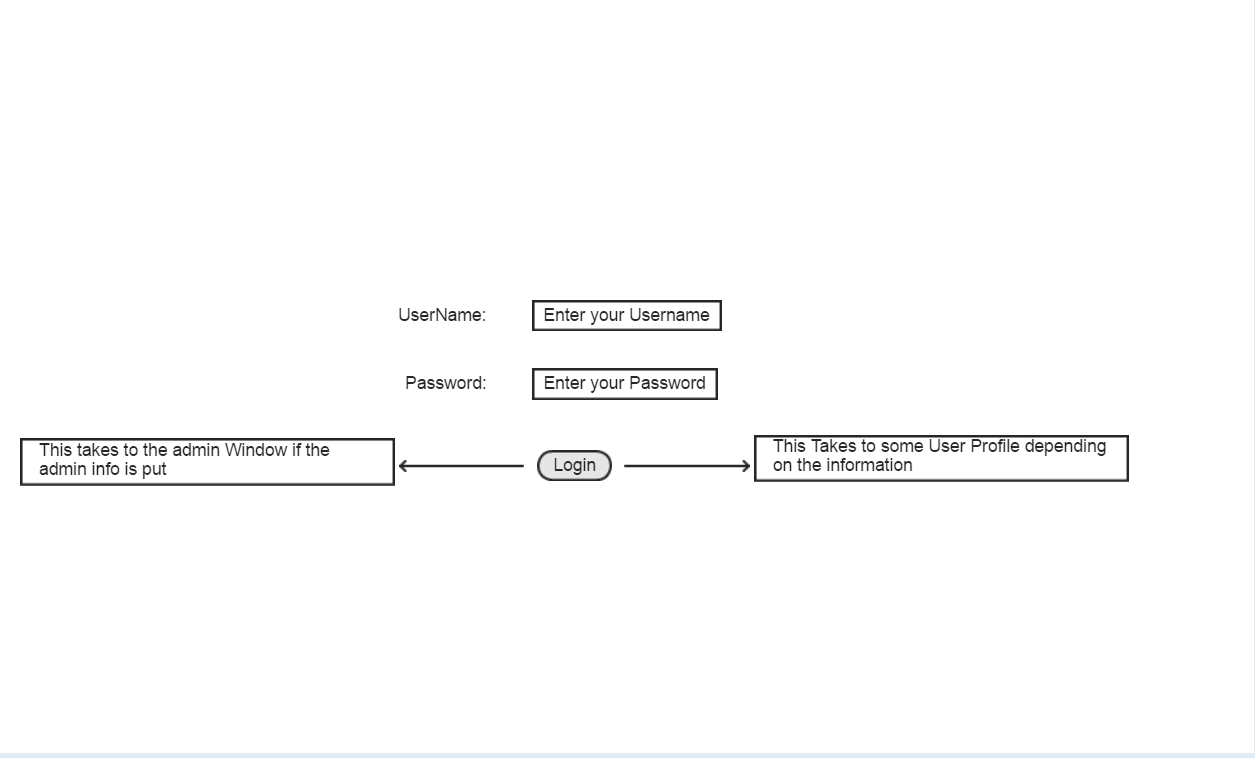 UserName:
Enter your Username
Password:
Enter your Password
This takes to the admin Window if the
admin info is put
Login
This Takes to some User Profile depending
on the information